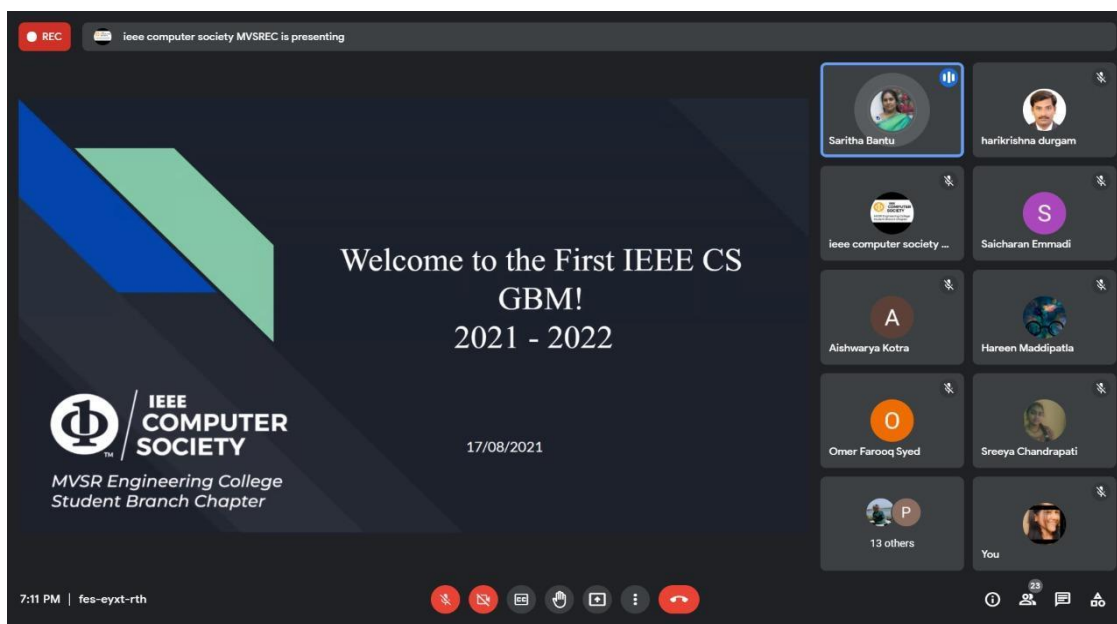 REC
ieee computer society MVSREC is presenting
Welcome to the First IEEE CS
GBM!
2021 - 2022
17/08/2021
IEEE
COMPUTER
SOCIETY
TM
MVSR Engineering College
Student Branch Chapter
Saritha Bantu
harikrishna durgam
ieee computer society ...
S
Saicharan Emmadi
A
Aishwarya Kotra
Hareen Maddipatla
O
Omer Farooq Syed
Sreeya Chandrapati
P
13 others
You
7:11 PM | fes-eyxt-rth
CC
23